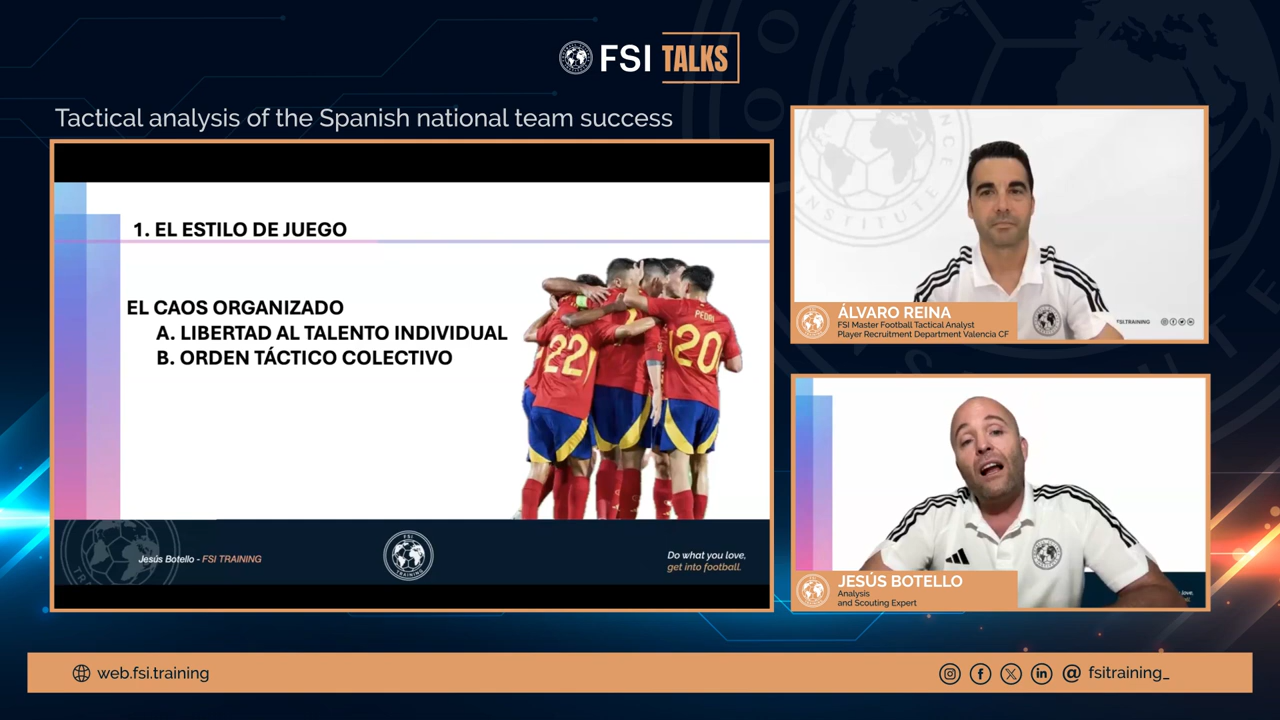 FSI TALKS
Tactical analysis of the Spanish national team success
1. EL ESTILO DE JUEGO
EL CAOS ORGANIZADO
A. LIBERTAD AL TALENTO INDIVIDUAL
B. ORDEN TÁCTICO COLECTIVO
PEDRI
22
20
Jesús Botello - FSI TRAINING
FSI
TRAINING
Do what you love,
get into football.
INSTITUTE
ÁLVARO REINA
FSI Master Football Tactical Analyst
Player Recruitment Department Valencia CF
FSI.TRAINING
JESÚS BOTELLO
Analysis
and Scouting Expert
web.fsi.training
@ fsitraining_